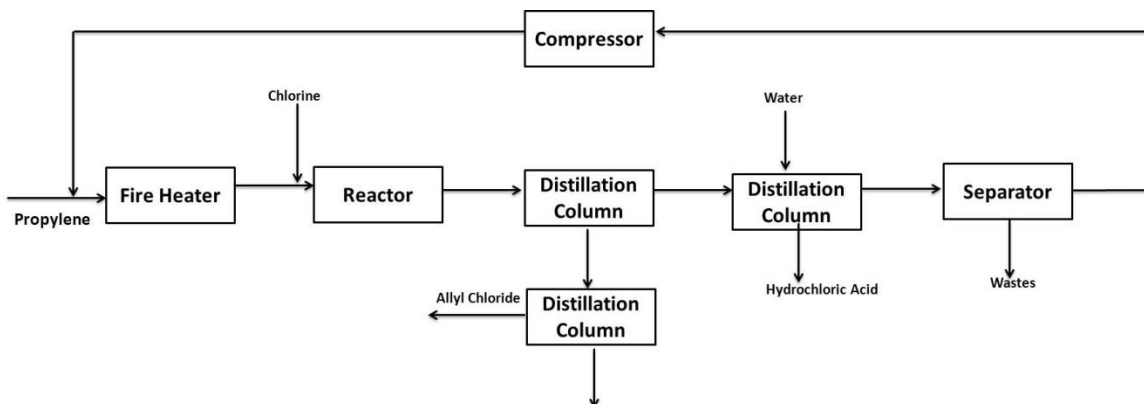 Compressor
Chlorine
Water
Propylene
Fire Heater
Reactor
Distillation
Column
Distillation
Column
Separator
Hydrochloric Acid
Wastes
Allyl Chloride
Distillation
Column